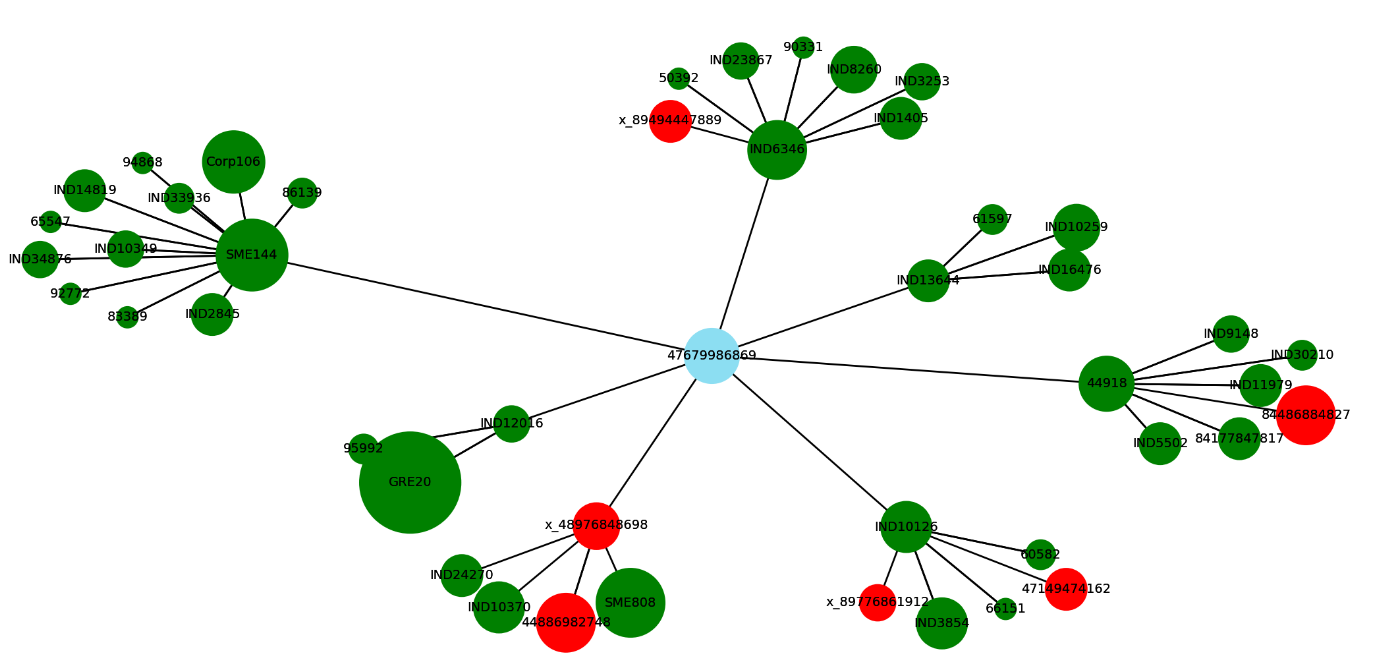 90331
IND23867
IND8260
50392
IND3253
x_89494447889
IND1405
IND6346
94868
Corp106
IND14819
IND33936
86139
65547
IND10349
SME144
IND34876
92772
83389
IND2845
61597
IND10259
IND16476
IND13644
47679986869
IND9148
IND30210
44918
IND11979
84486884827
84177847817
IND5502
IND12016
95992
GRE20
x_48976848698
IND24270
IND10370
SME808
44886982748
IND10126
60582
47149474162
x_89776861912
66151
IND3854